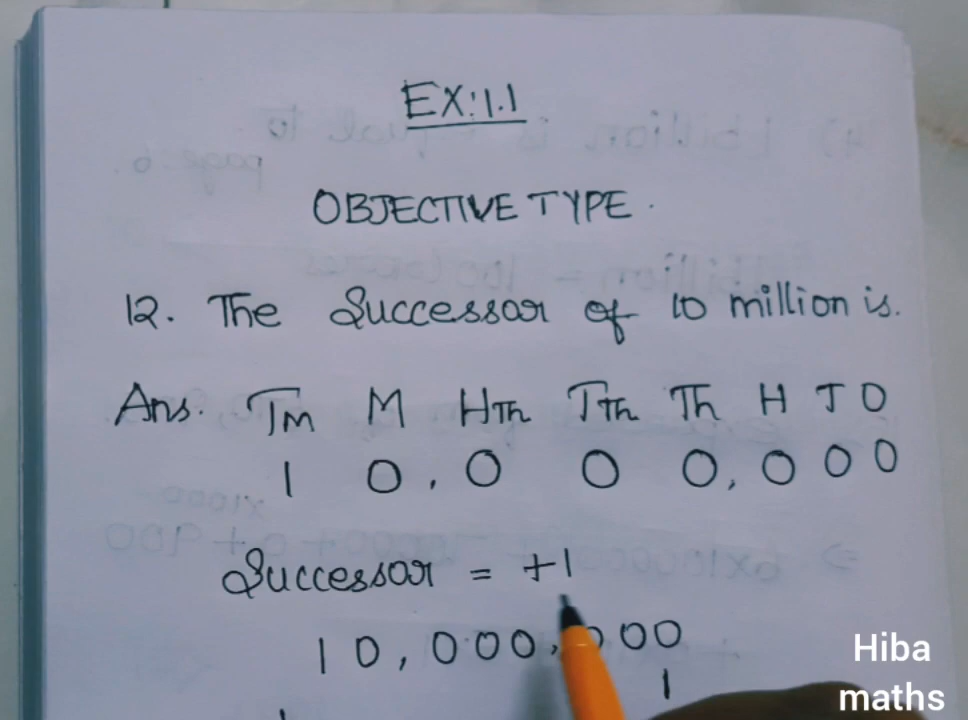 EX:1.1
OBJECTIVE TYPE.
12. The Successor of 10 million is.
Ans. TM M HTh TTh Th H T O
1 0, 0 0 0, 0 0 0
Successor = +1
10,000, 00
1
Hiba
maths